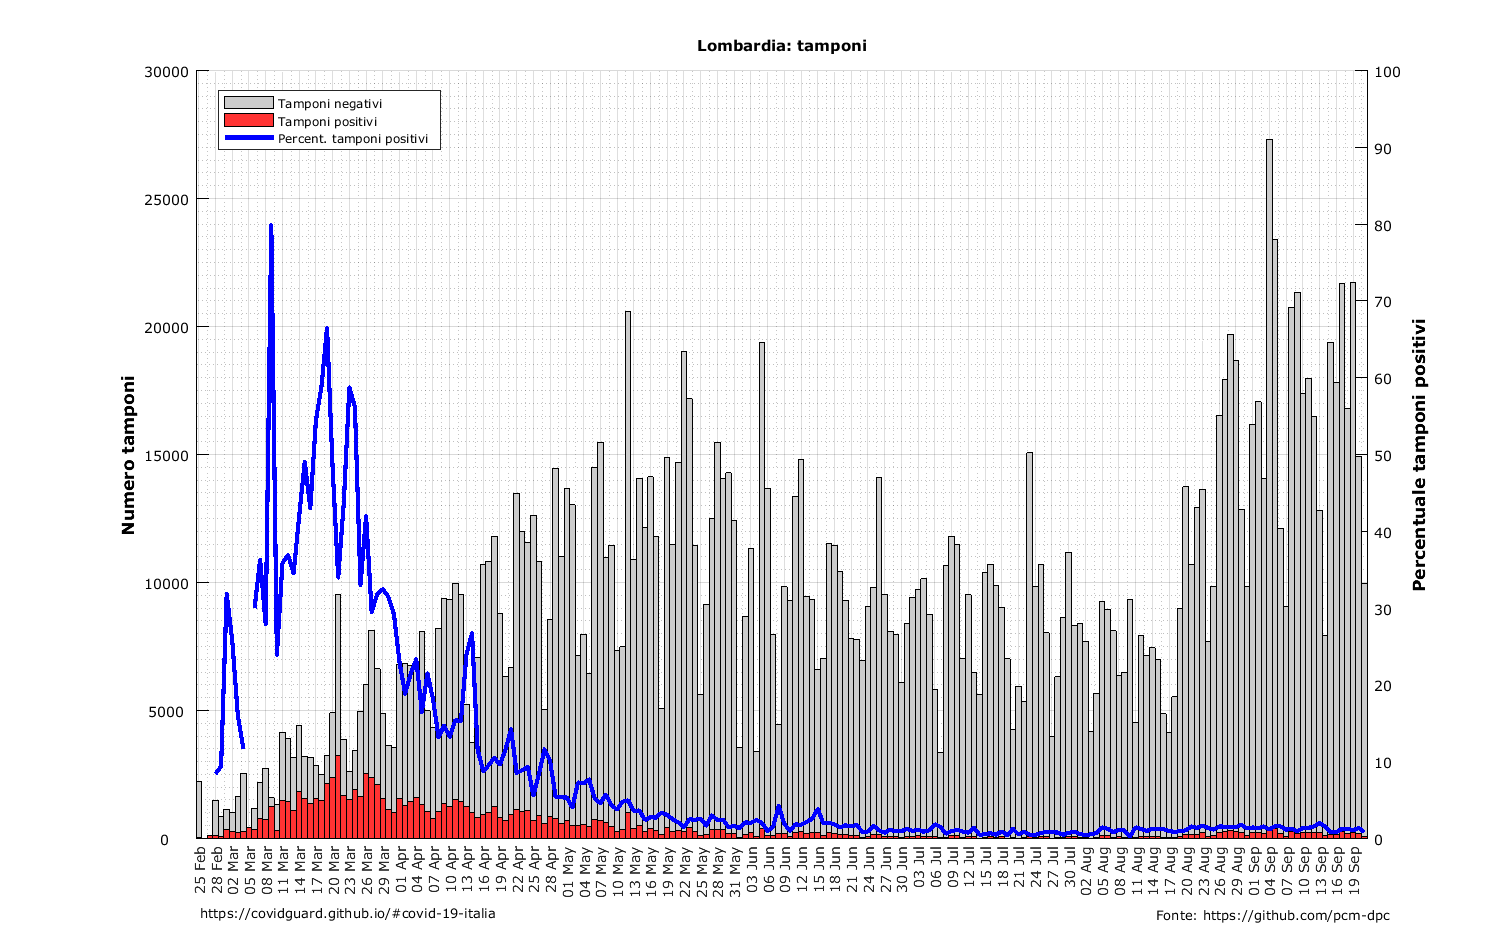 Lombardia: tamponi
30000
25000
20000
15000
10000
5000
0
Numero tamponi
Tamponi negativi
Tamponi positivi
Percent. tamponi positivi
100
90
80
70
60
50
40
30
20
10
0
Percentuale tamponi positivi
25 Feb
28 Feb
02 Mar
05 Mar
08 Mar
11 Mar
14 Mar
17 Mar
20 Mar
23 Mar
26 Mar
29 Mar
01 Apr
04 Apr
07 Apr
10 Apr
13 Apr
16 Apr
19 Apr
22 Apr
25 Apr
28 Apr
01 May
04 May
07 May
10 May
13 May
16 May
19 May
22 May
25 May
28 May
31 May
03 Jun
06 Jun
09 Jun
12 Jun
15 Jun
18 Jun
21 Jun
24 Jun
27 Jun
30 Jun
03 Jul
06 Jul
09 Jul
12 Jul
15 Jul
18 Jul
21 Jul
24 Jul
27 Jul
30 Jul
02 Aug
05 Aug
08 Aug
11 Aug
14 Aug
17 Aug
20 Aug
23 Aug
26 Aug
29 Aug
01 Sep
04 Sep
07 Sep
10 Sep
13 Sep
16 Sep
19 Sep
https://covidguard.github.io/#covid-19-italia
Fonte: https://github.com/pcm-dpc